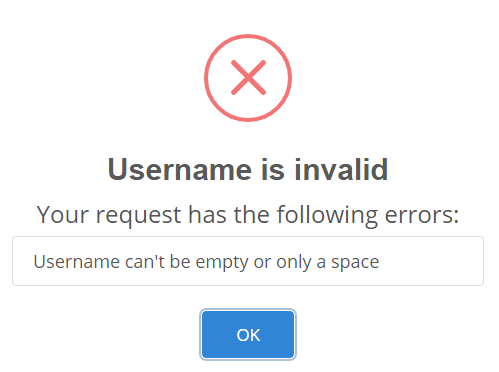 Username is invalid
Your request has the following errors:
Username can't be empty or only a space
OK